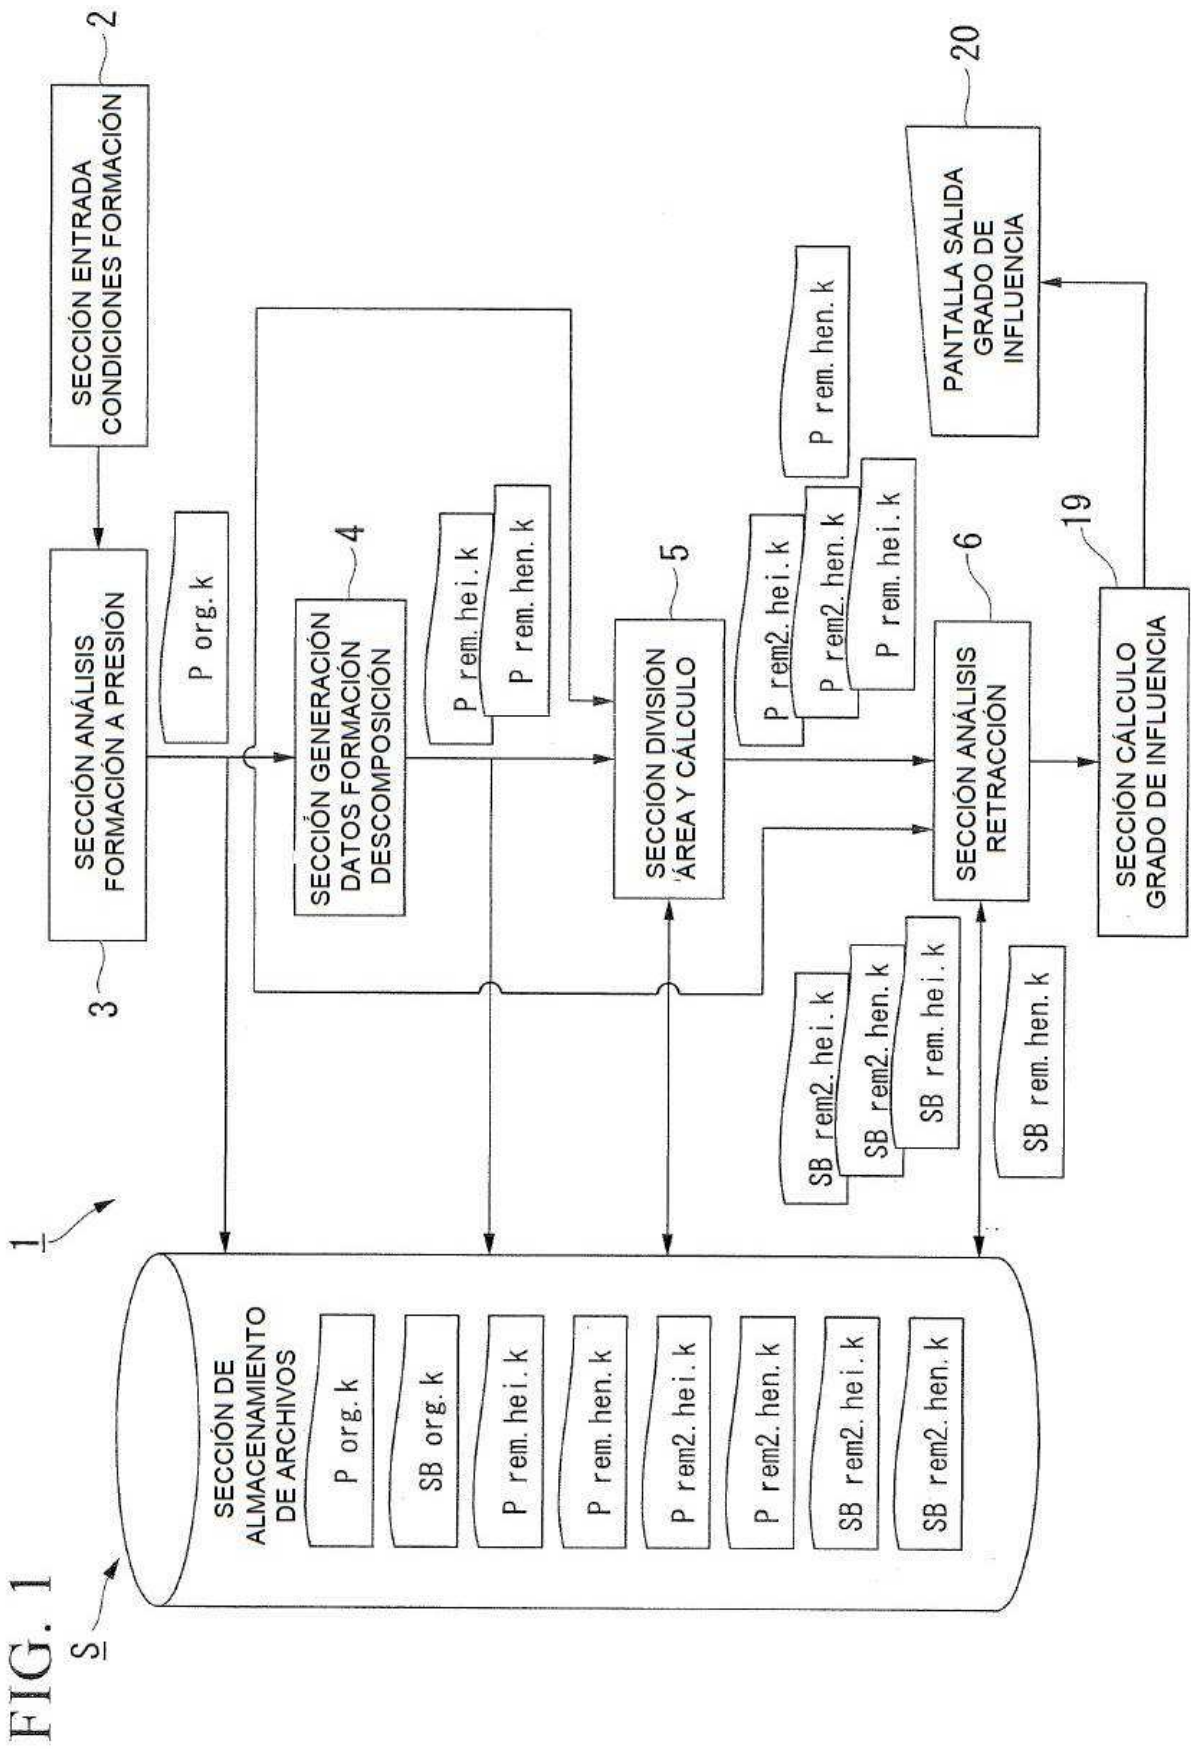 FIG. 1
1
S
SECCIÓN DE
ALMACENAMIENTO
DE ARCHIVOS
P org.k
SB org.k
P rem.hei.k
P rem.hen.k
P rem2.hei.k
P rem2.hen.k
SB rem2.hei.k
SB rem2.hen.k
2
SECCIÓN ENTRADA
CONDICIONES FORMACIÓN
3
SECCIÓN ANÁLISIS
FORMACIÓN A PRESIÓN
P org.k
4
SECCIÓN GENERACIÓN
DATOS FORMACIÓN
DESCOMPOSICIÓN
P rem.hei.k
P rem.hen.k
5
SECCIÓN DIVISIÓN
ÁREA Y CÁLCULO
P rem2.hei.k
P rem2.hen.k
P rem.hei.k
P rem.hen.k
6
SECCIÓN ANÁLISIS
RETRACCIÓN
SB rem2.hei.k
SB rem2.hen.k
SB rem.hei.k
SB rem.hen.k
19
SECCIÓN CÁLCULO
GRADO DE INFLUENCIA
20
PANTALLA SALIDA
GRADO DE
INFLUENCIA